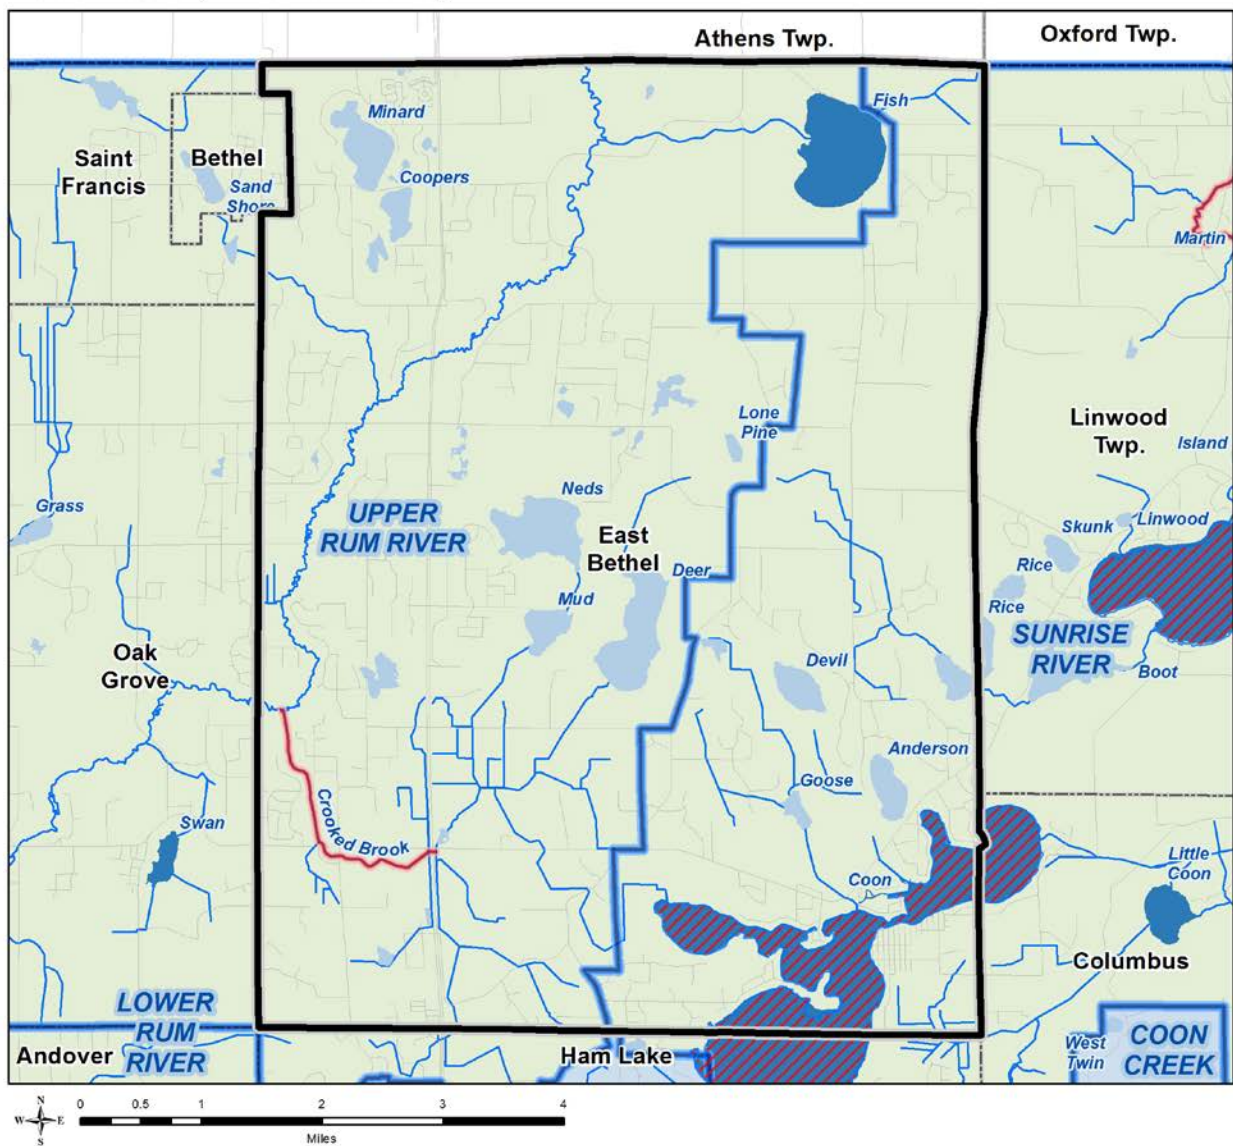 Athens Twp.
Oxford Twp.
Fish
Minard
Saint
Francis
Bethel
Sand
Shore
Coopers
Martin
Lone
Pine
Linwood
Twp.
Island
Grass
Neds
UPPER
RUM RIVER
East
Bethel
Skunk
Linwood
Rice
Deer
Mud
Rice
SUNRISE
RIVER
Oak
Grove
Devil
Boot
Anderson
Goose
Crooked Brook
Swan
Little
Coon
Coon
Columbus
LOWER
RUM
RIVER
Andover
Ham Lake
West
Twin
COON
CREEK
N
W E
S
0 0.5 1 2 3 4
Miles